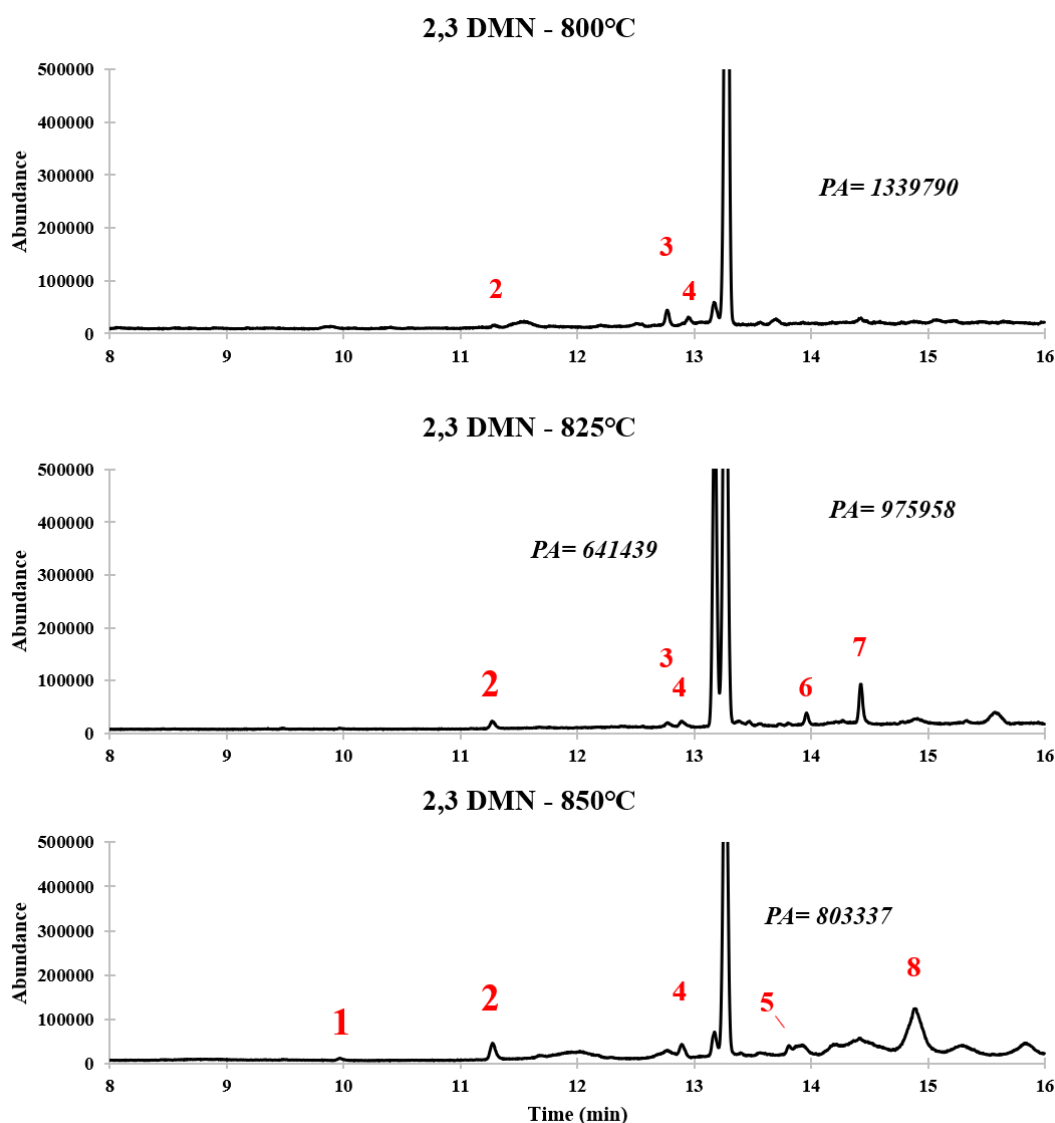 2,3 DMN - 800°C
500000
400000
300000
200000
100000
0
Abundance
PA= 1339790
3
2
4
8 9 10 11 12 13 14 15 16
2,3 DMN - 825°C
500000
400000
300000
200000
100000
0
Abundance
PA= 975958
PA= 641439
3
7
2
4
6
8 9 10 11 12 13 14 15 16
2,3 DMN - 850°C
500000
400000
300000
200000
100000
0
Abundance
PA= 803337
8
2
4
5
1
8 9 10 11 12 13 14 15 16
Time (min)